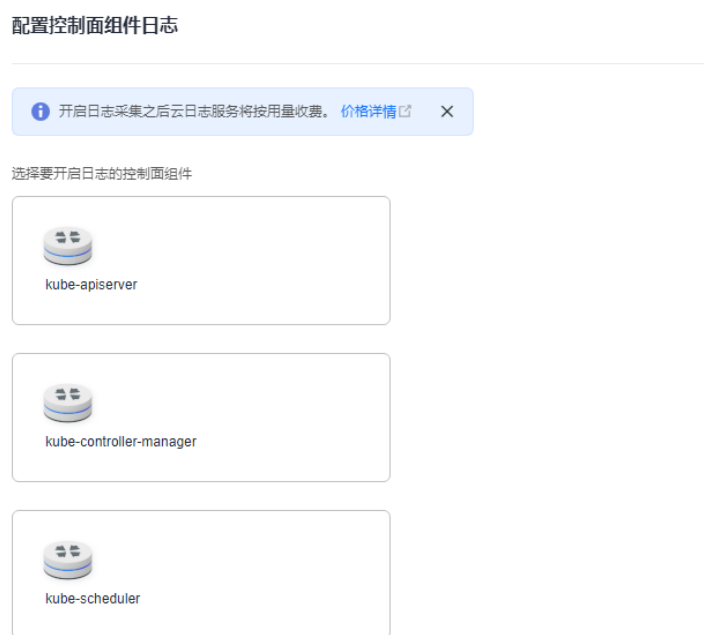 配置控制面组件日志
开启日志采集之后云日志服务将按用量收费。 价格详情
选择要开启日志的控制面组件
kube-apiserver
kube-controller-manager
kube-scheduler